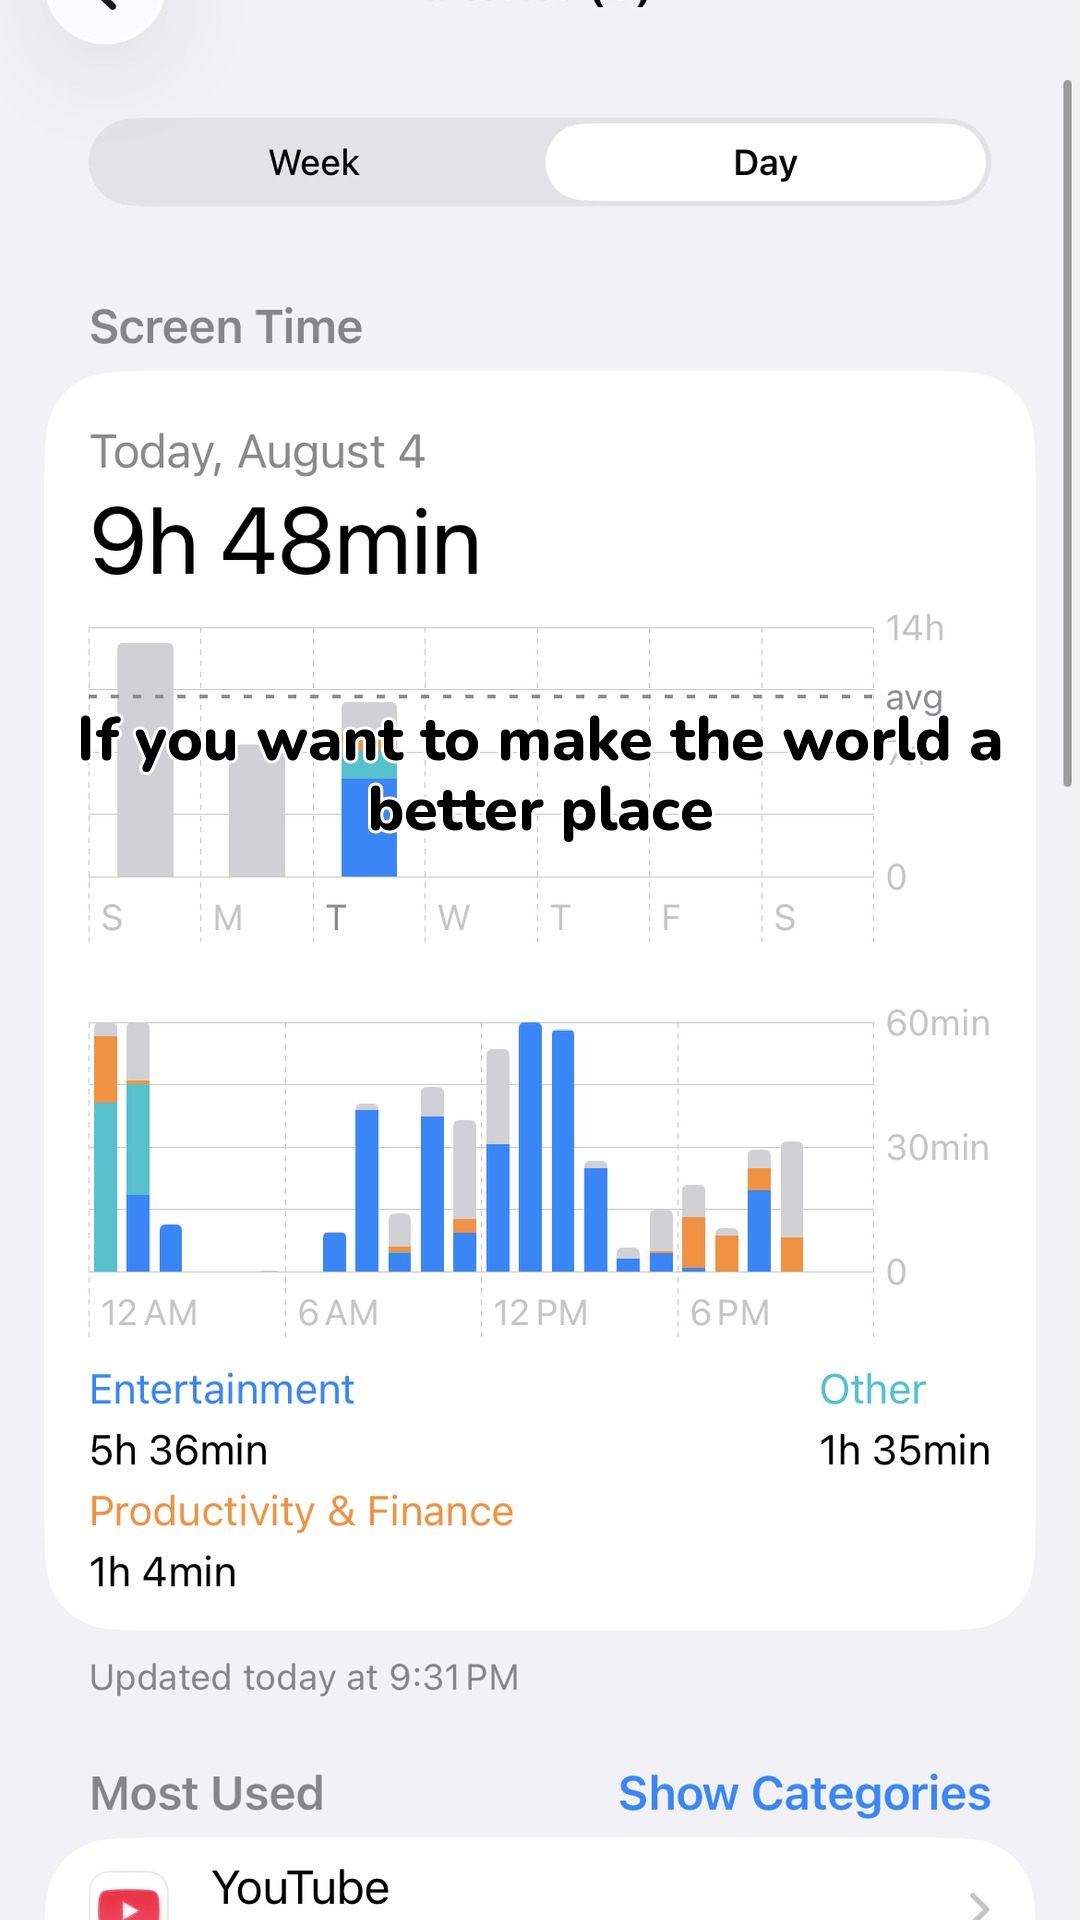 Week Day
Screen Time
Today, August 4
9h 48min
14h
avg
If you want to make the world a
better place
0
S M T W T F S
60min
30min
0
12 AM 6 AM 12 PM 6 PM
Entertainment Other
5h 36min 1h 35min
Productivity & Finance
1h 4min
Updated today at 9:31 PM
Most Used Show Categories
YouTube